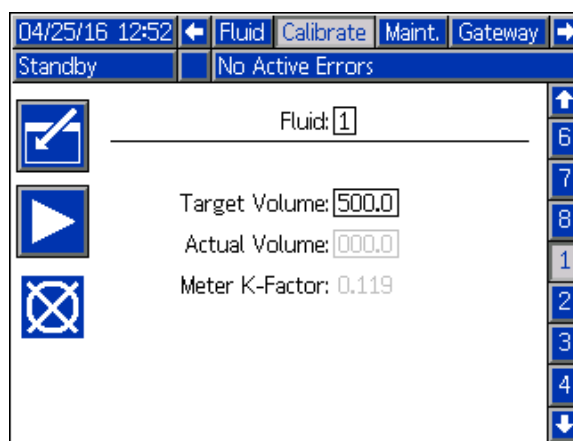 04/25/16 12:52 Fluid Calibrate Maint. Gateway
Standby No Active Errors
Fluid: 1
6
7
Target Volume: 500.0
8
Actual Volume: 000.0
1
Meter K-Factor: 0.119
2
3
4